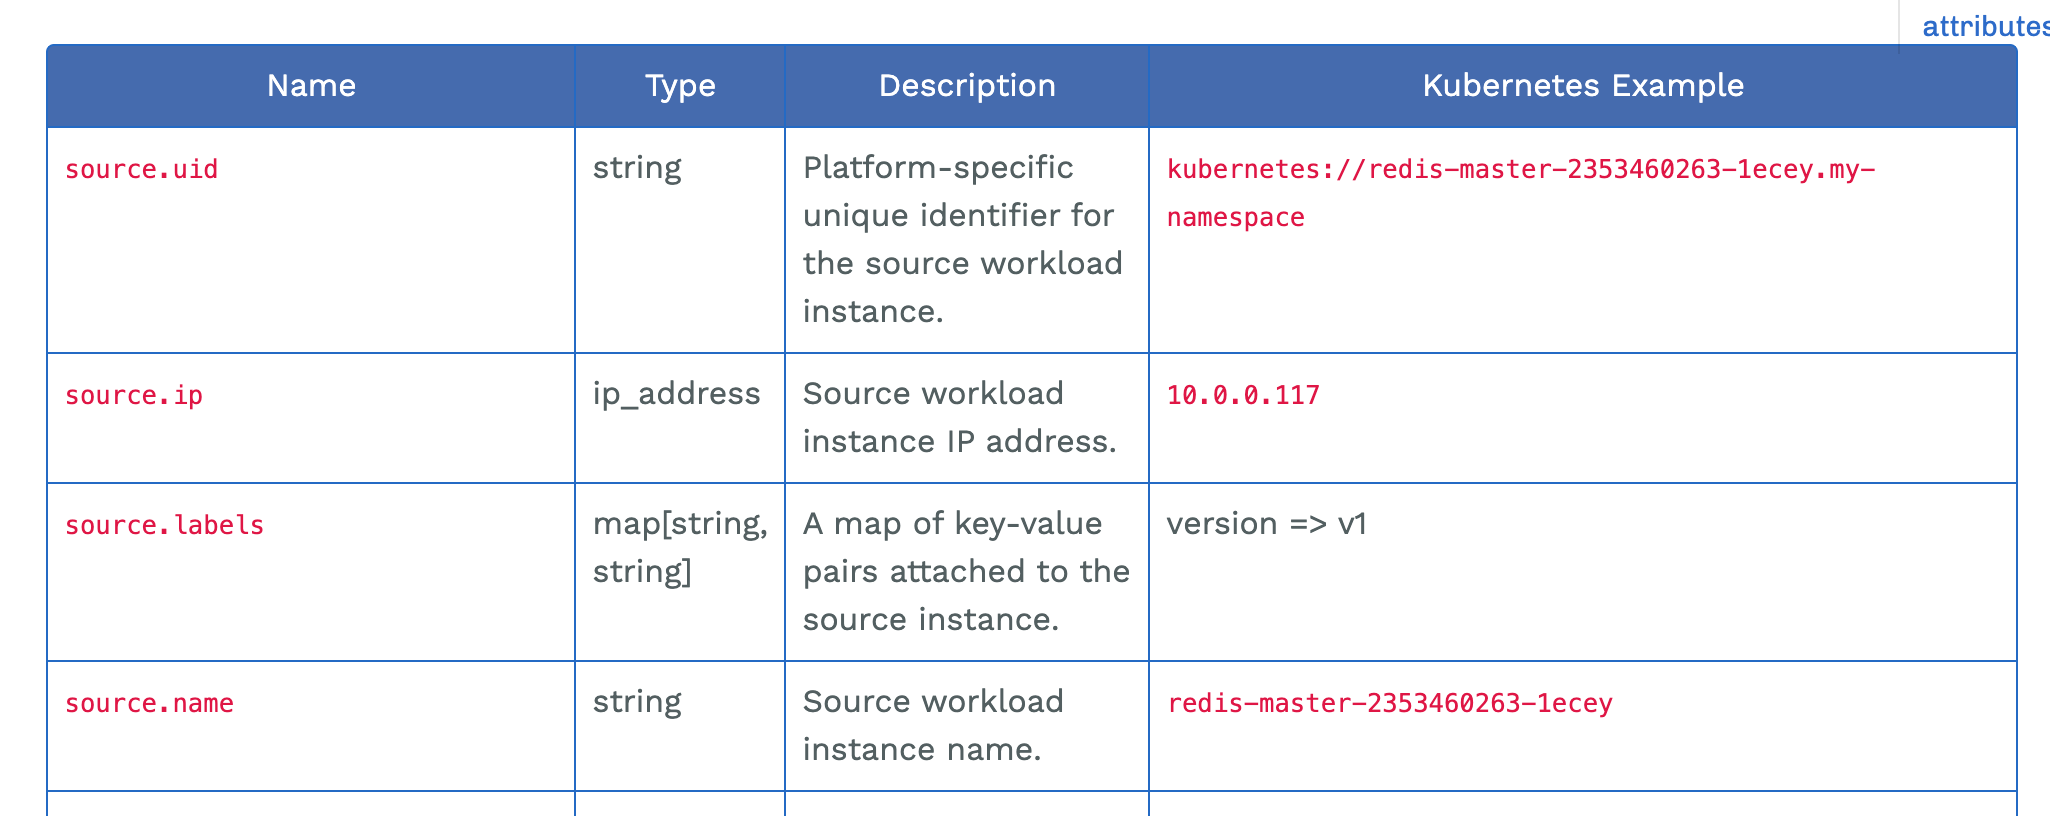 attributes
Name Type Description Kubernetes Example
source.uid string Platform-specific kubernetes://redis-master-2353460263-1ecey.my-
unique identifier for namespace
the source workload
instance.
source.ip ip_address Source workload 10.0.0.117
instance IP address.
source.labels map[string, A map of key-value version => v1
string] pairs attached to the
source instance.
source.name string Source workload redis-master-2353460263-1ecey
instance name.